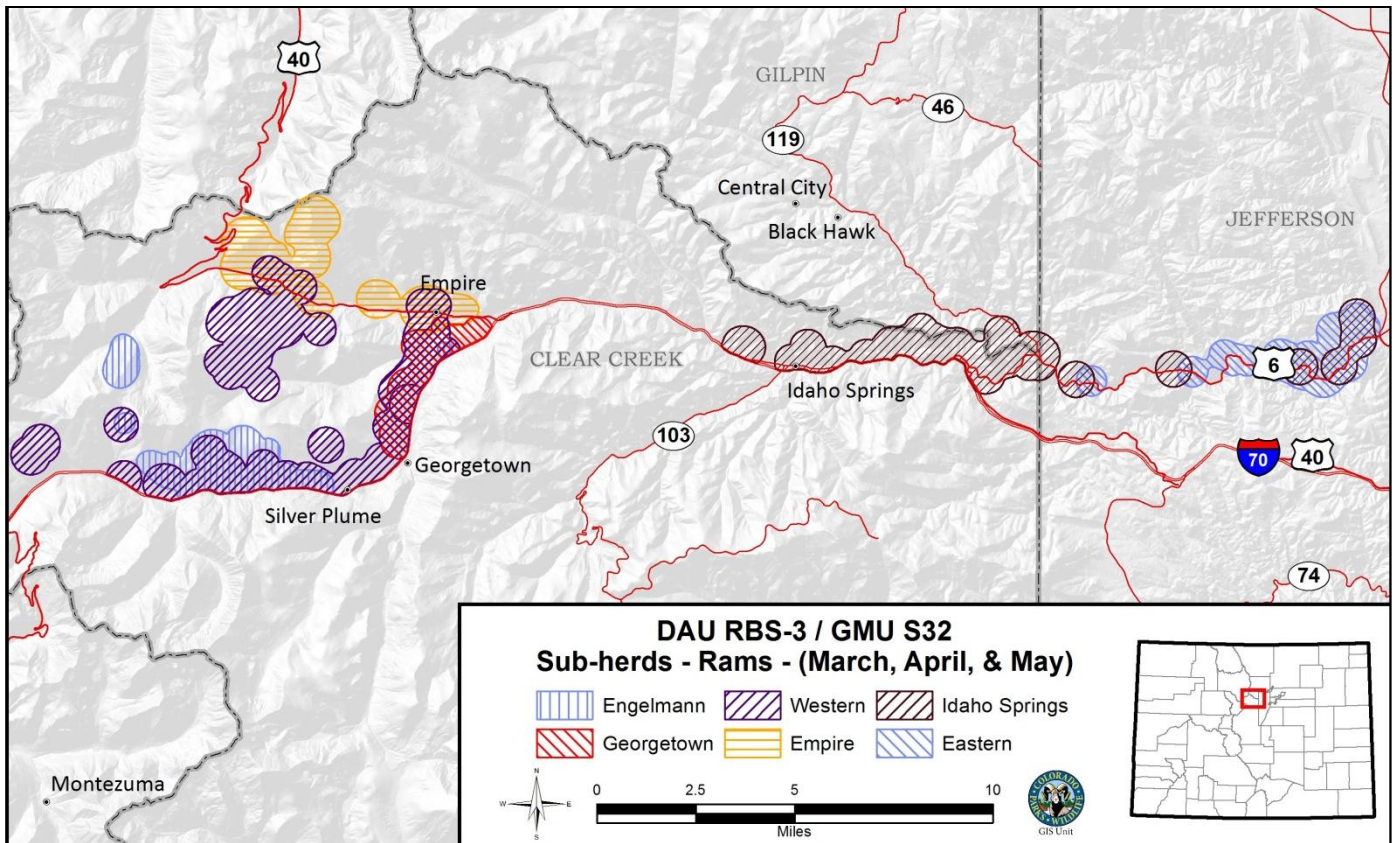 40
GILPIN
46
119
Central City
Black Hawk
JEFFERSON
Empire
CLEAR CREEK
6
Idaho Springs
103
Georgetown
70
40
Silver Plume
74
Montezuma
DAU RBS-3 / GMU S32
Sub-herds - Rams - (March, April, & May)
Engelmann
Western
Idaho Springs
Georgetown
Empire
Eastern
N
W
E
S
0
2.5
5
10
Miles
COLORADO
PARKS
WILDLIFE
GIS Unit